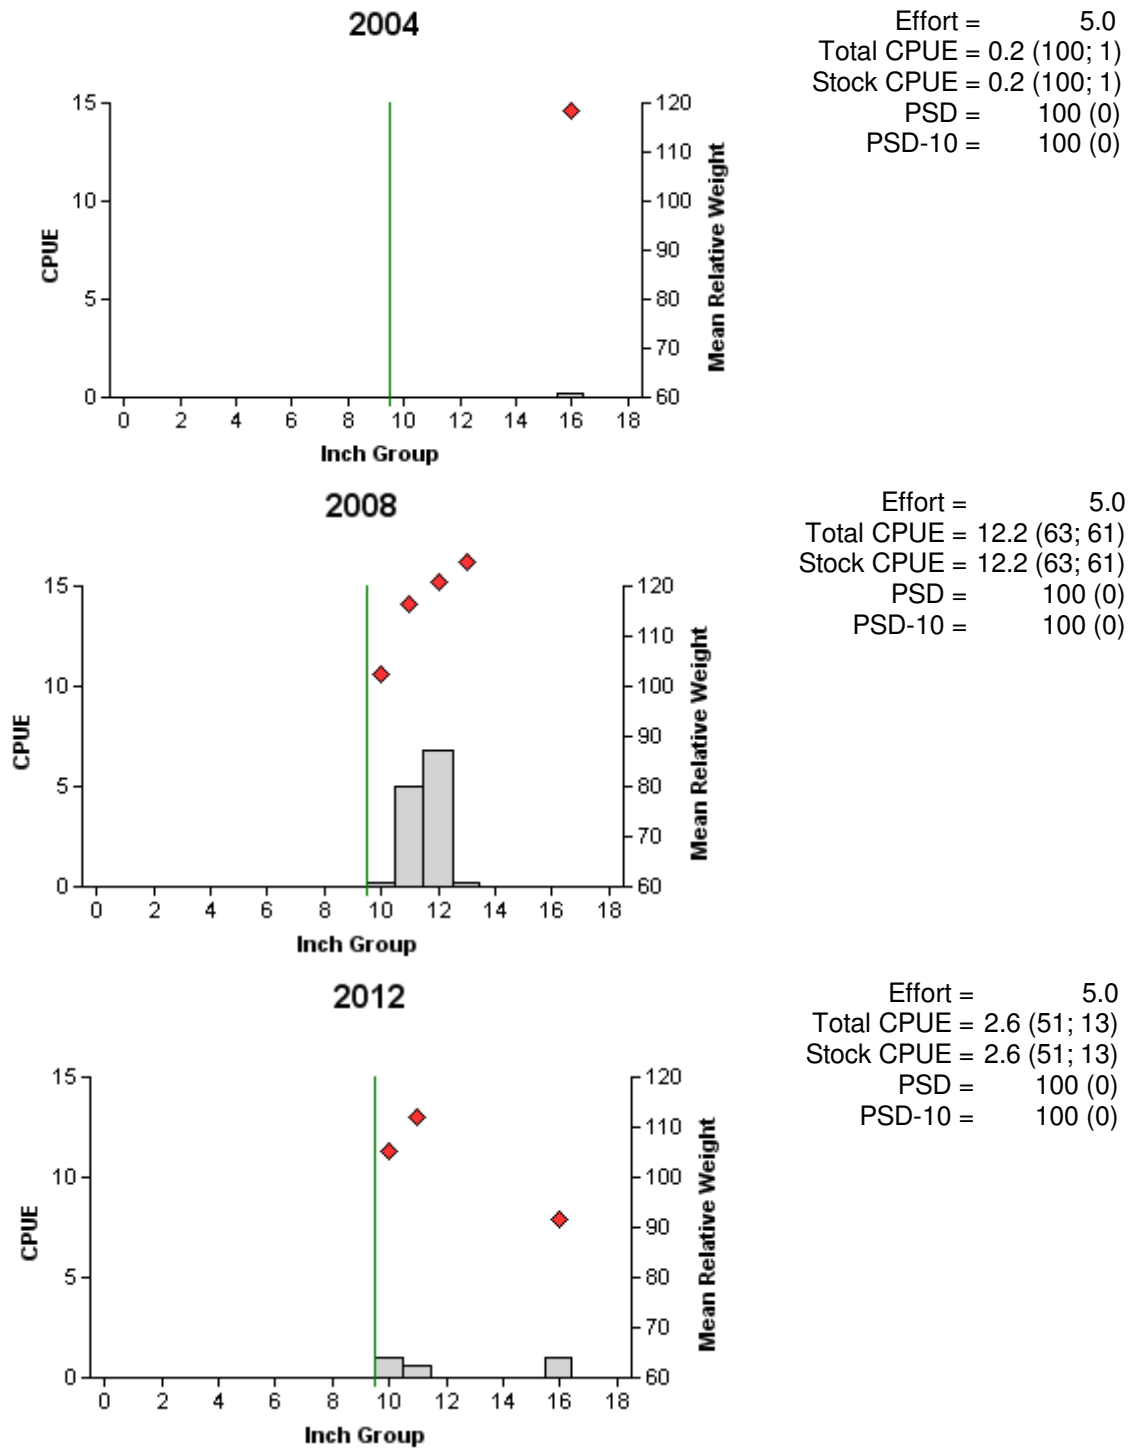 2004
Effort = 5.0
Total CPUE = 0.2 (100; 1)
Stock CPUE = 0.2 (100; 1)
PSD = 100 (0)
PSD-10 = 100 (0)
15
10
5
0
CPUE
120
110
100
90
80
70
60
Mean Relative Weight
0 2 4 6 8 10 12 14 16 18
Inch Group
2008
Effort = 5.0
Total CPUE = 12.2 (63; 61)
Stock CPUE = 12.2 (63; 61)
PSD = 100 (0)
PSD-10 = 100 (0)
15
10
5
0
CPUE
120
110
100
90
80
70
60
Mean Relative Weight
0 2 4 6 8 10 12 14 16 18
Inch Group
2012
Effort = 5.0
Total CPUE = 2.6 (51; 13)
Stock CPUE = 2.6 (51; 13)
PSD = 100 (0)
PSD-10 = 100 (0)
15
10
5
0
CPUE
120
110
100
90
80
70
60
Mean Relative Weight
0 2 4 6 8 10 12 14 16 18
Inch Group